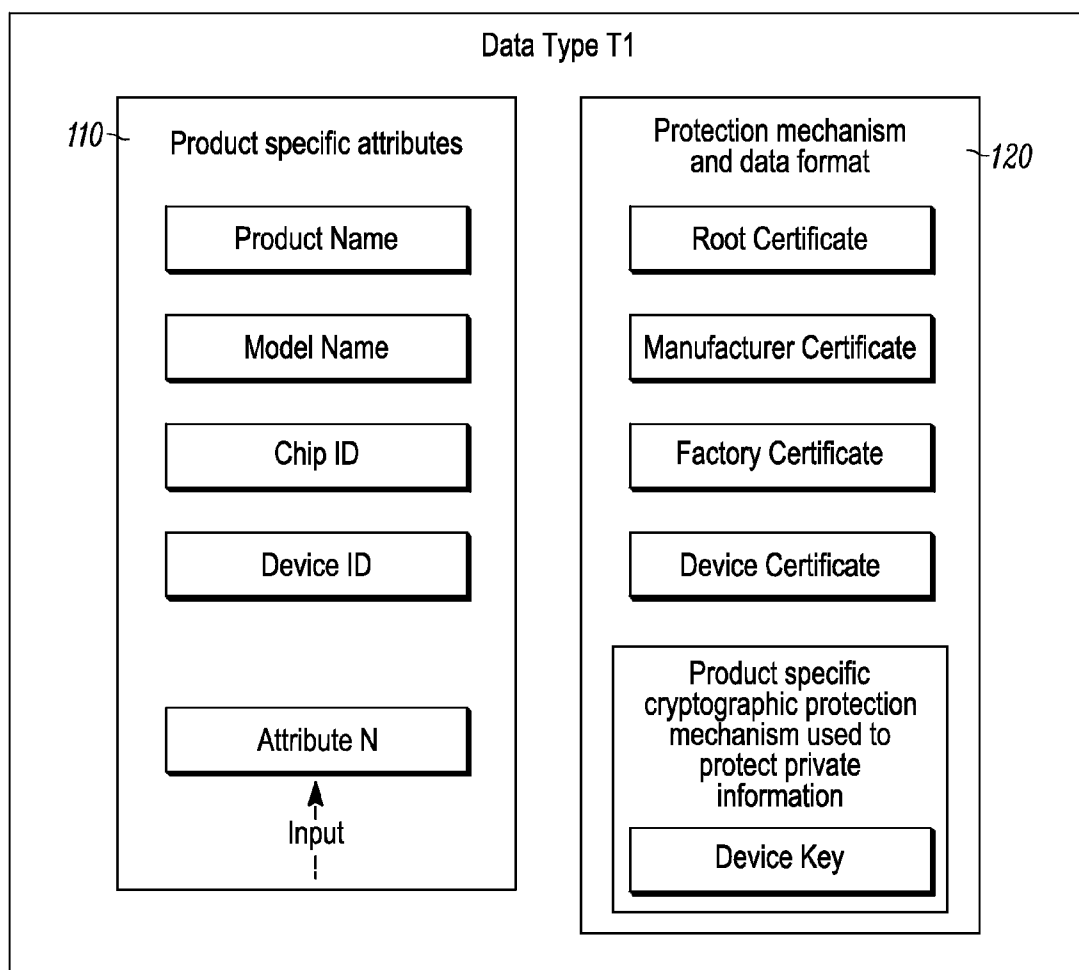 Data Type T1
110
Product specific attributes
Product Name
Model Name
Chip ID
Device ID
Attribute N
Input
Protection mechanism
and data format
120
Root Certificate
Manufacturer Certificate
Factory Certificate
Device Certificate
Product specific
cryptographic protection
mechanism used to
protect private
information
Device Key